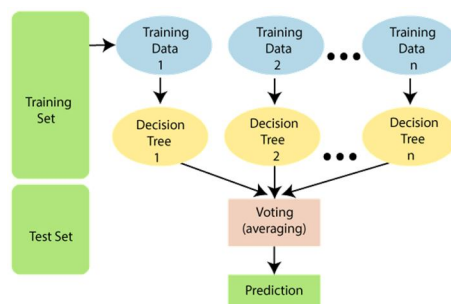 Training
Set
Test Set
Training
Data
1
Training
Data
2
Training
Data
n
Decision
Tree
1
Decision
Tree
2
Decision
Tree
n
Voting
(averaging)
Prediction